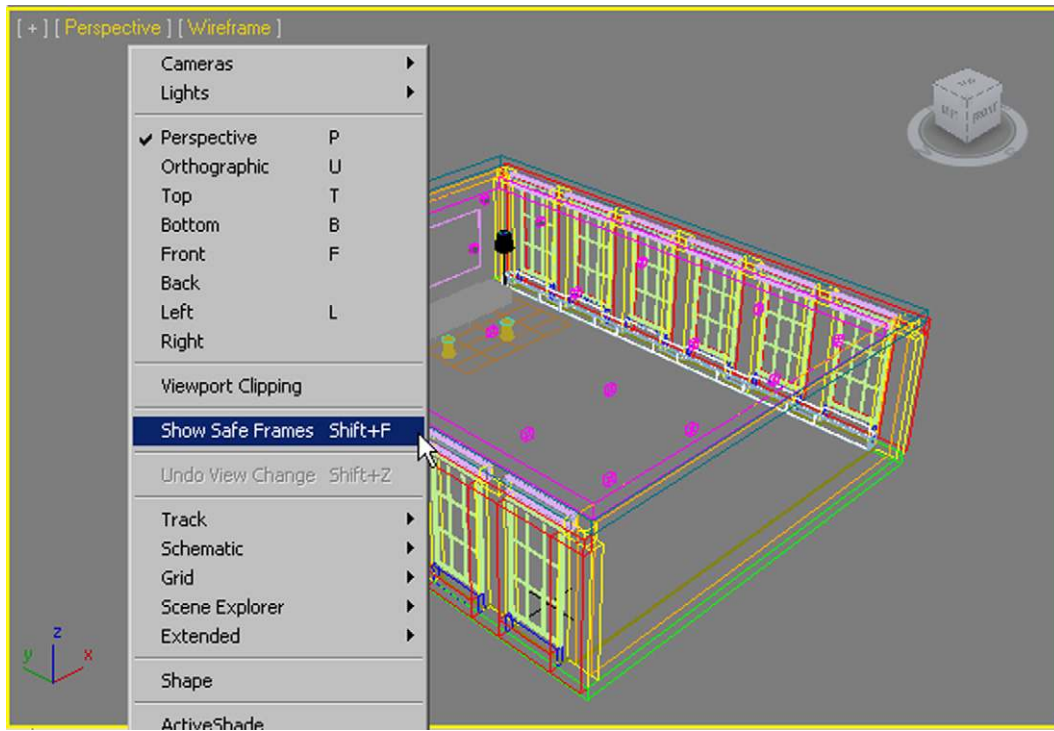 [ + ] [ Perspective ] [ Wireframe ]
Cameras
Lights
Perspective P
Orthographic U
Top T
Bottom B
Front F
Back
Left L
Right
Viewport Clipping
Show Safe Frames Shift+F
Undo View Change Shift+Z
Track
Schematic
Grid
Scene Explorer
Extended
Shape
ActiveShade
FRONT
z
y
x